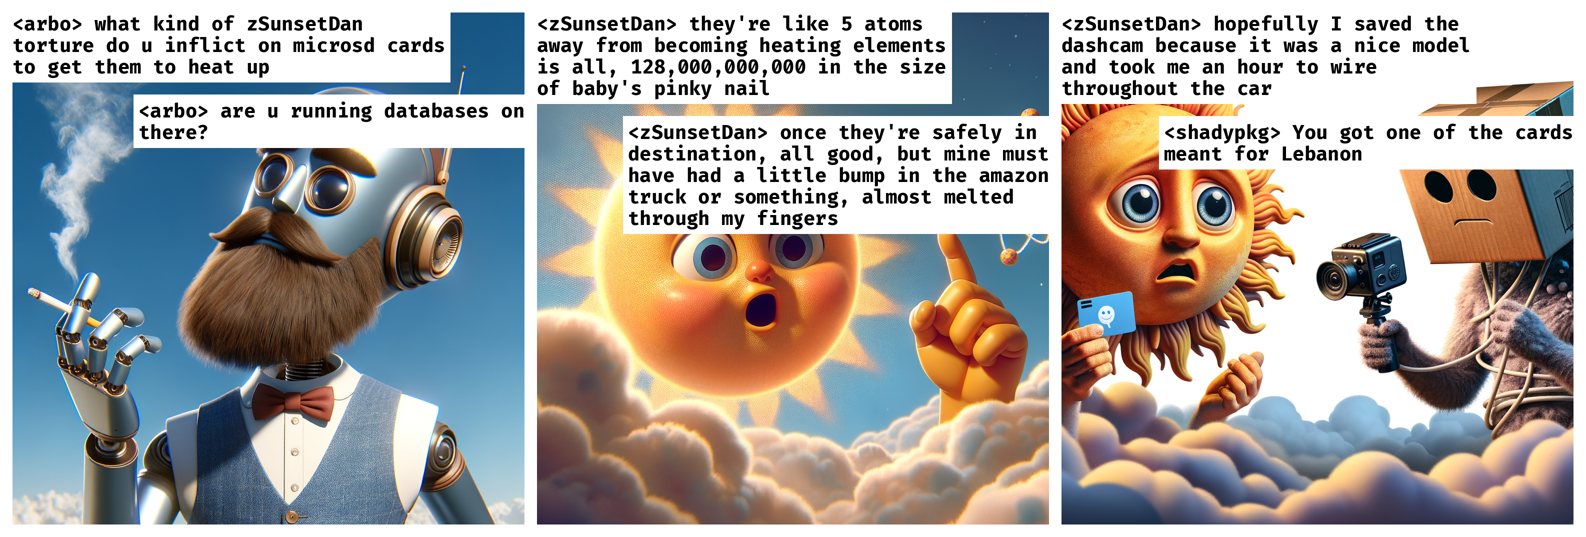 <arbo> what kind of zSunsetDan
torture do u inflict on microsd cards
to get them to heat up
<arbo> are u running databases on
there?
<zSunsetDan> they're like 5 atoms
away from becoming heating elements
is all, 128,000,000,000 in the size
of baby's pinky nail
<zSunsetDan> once they're safely in
destination, all good, but mine must
have had a little bump in the amazon
truck or something, almost melted
through my fingers
<zSunsetDan> hopefully I saved the
dashcam because it was a nice model
and took me an hour to wire
throughout the car
<shadypkg> You got one of the cards
meant for Lebanon